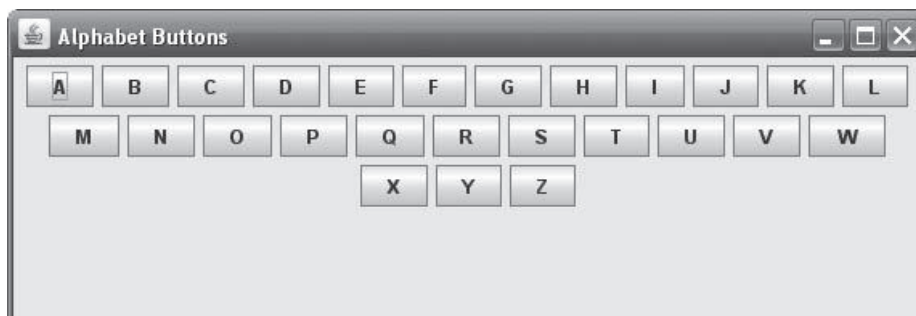 Alphabet Buttons
A B C D E F G H I J K L
M N O P Q R S T U V W
X Y Z